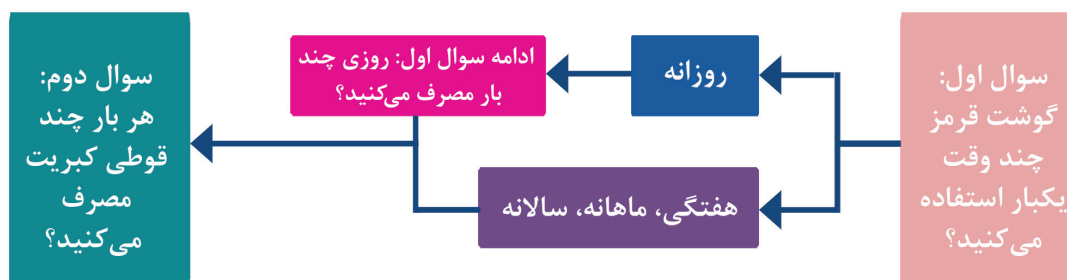 سوال اول:
گوشت قرمز
چند وقت
یکبار استفاده
می‌کنید؟
روزانه
ادامه سوال اول: روزی چند
بار مصرف می‌کنید؟
هفتگی، ماهانه، سالانه
سوال دوم:
هر بار چند
قوطی کبریت
مصرف
می‌کنید؟